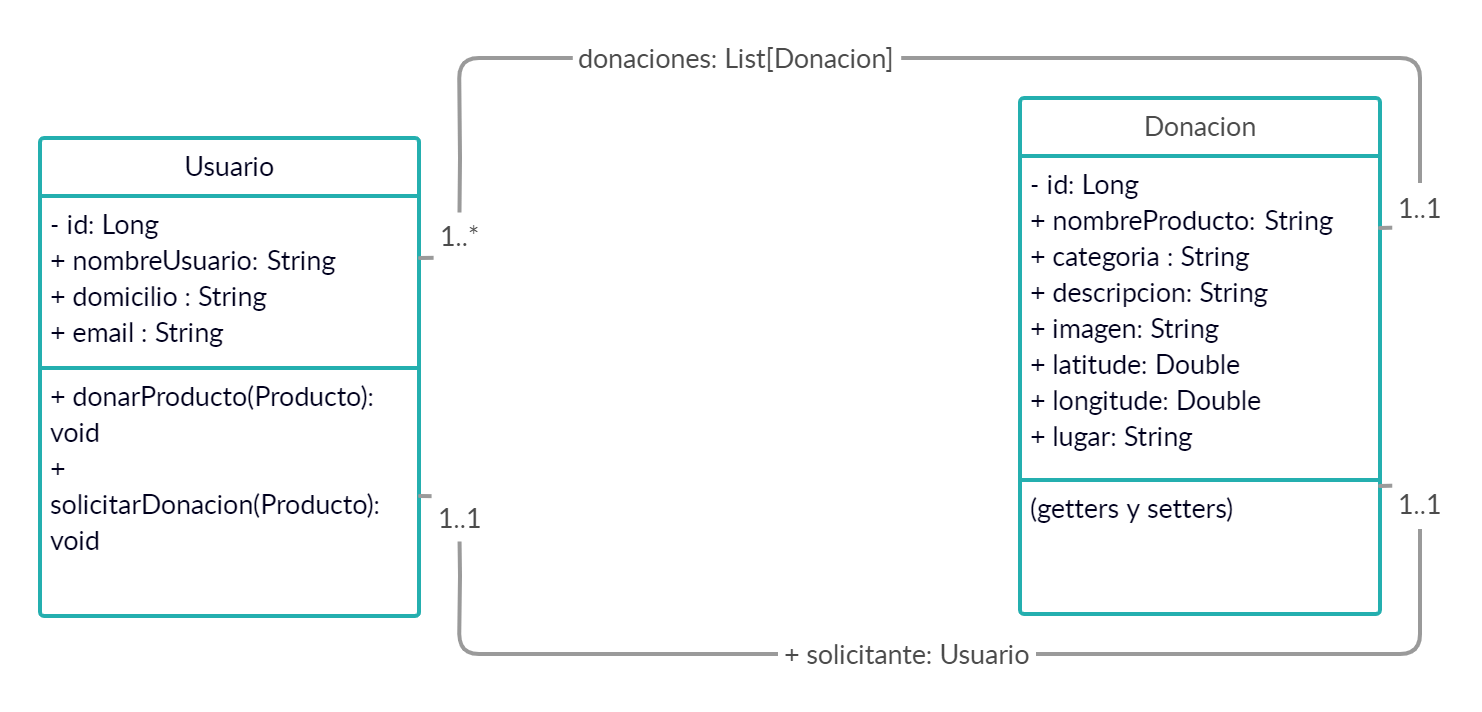 donaciones: List[Donacion]
Usuario
- id: Long
+ nombreUsuario: String
+ domicilio : String
+ email : String
+ donarProducto(Producto):
void
+
solicitarDonacion(Producto):
void
1..*
1..1
Donacion
- id: Long
+ nombreProducto: String
+ categoria : String
+ descripcion: String
+ imagen: String
+ latitude: Double
+ longitude: Double
+ lugar: String
(getters y setters)
1..1
1..1
+ solicitante: Usuario